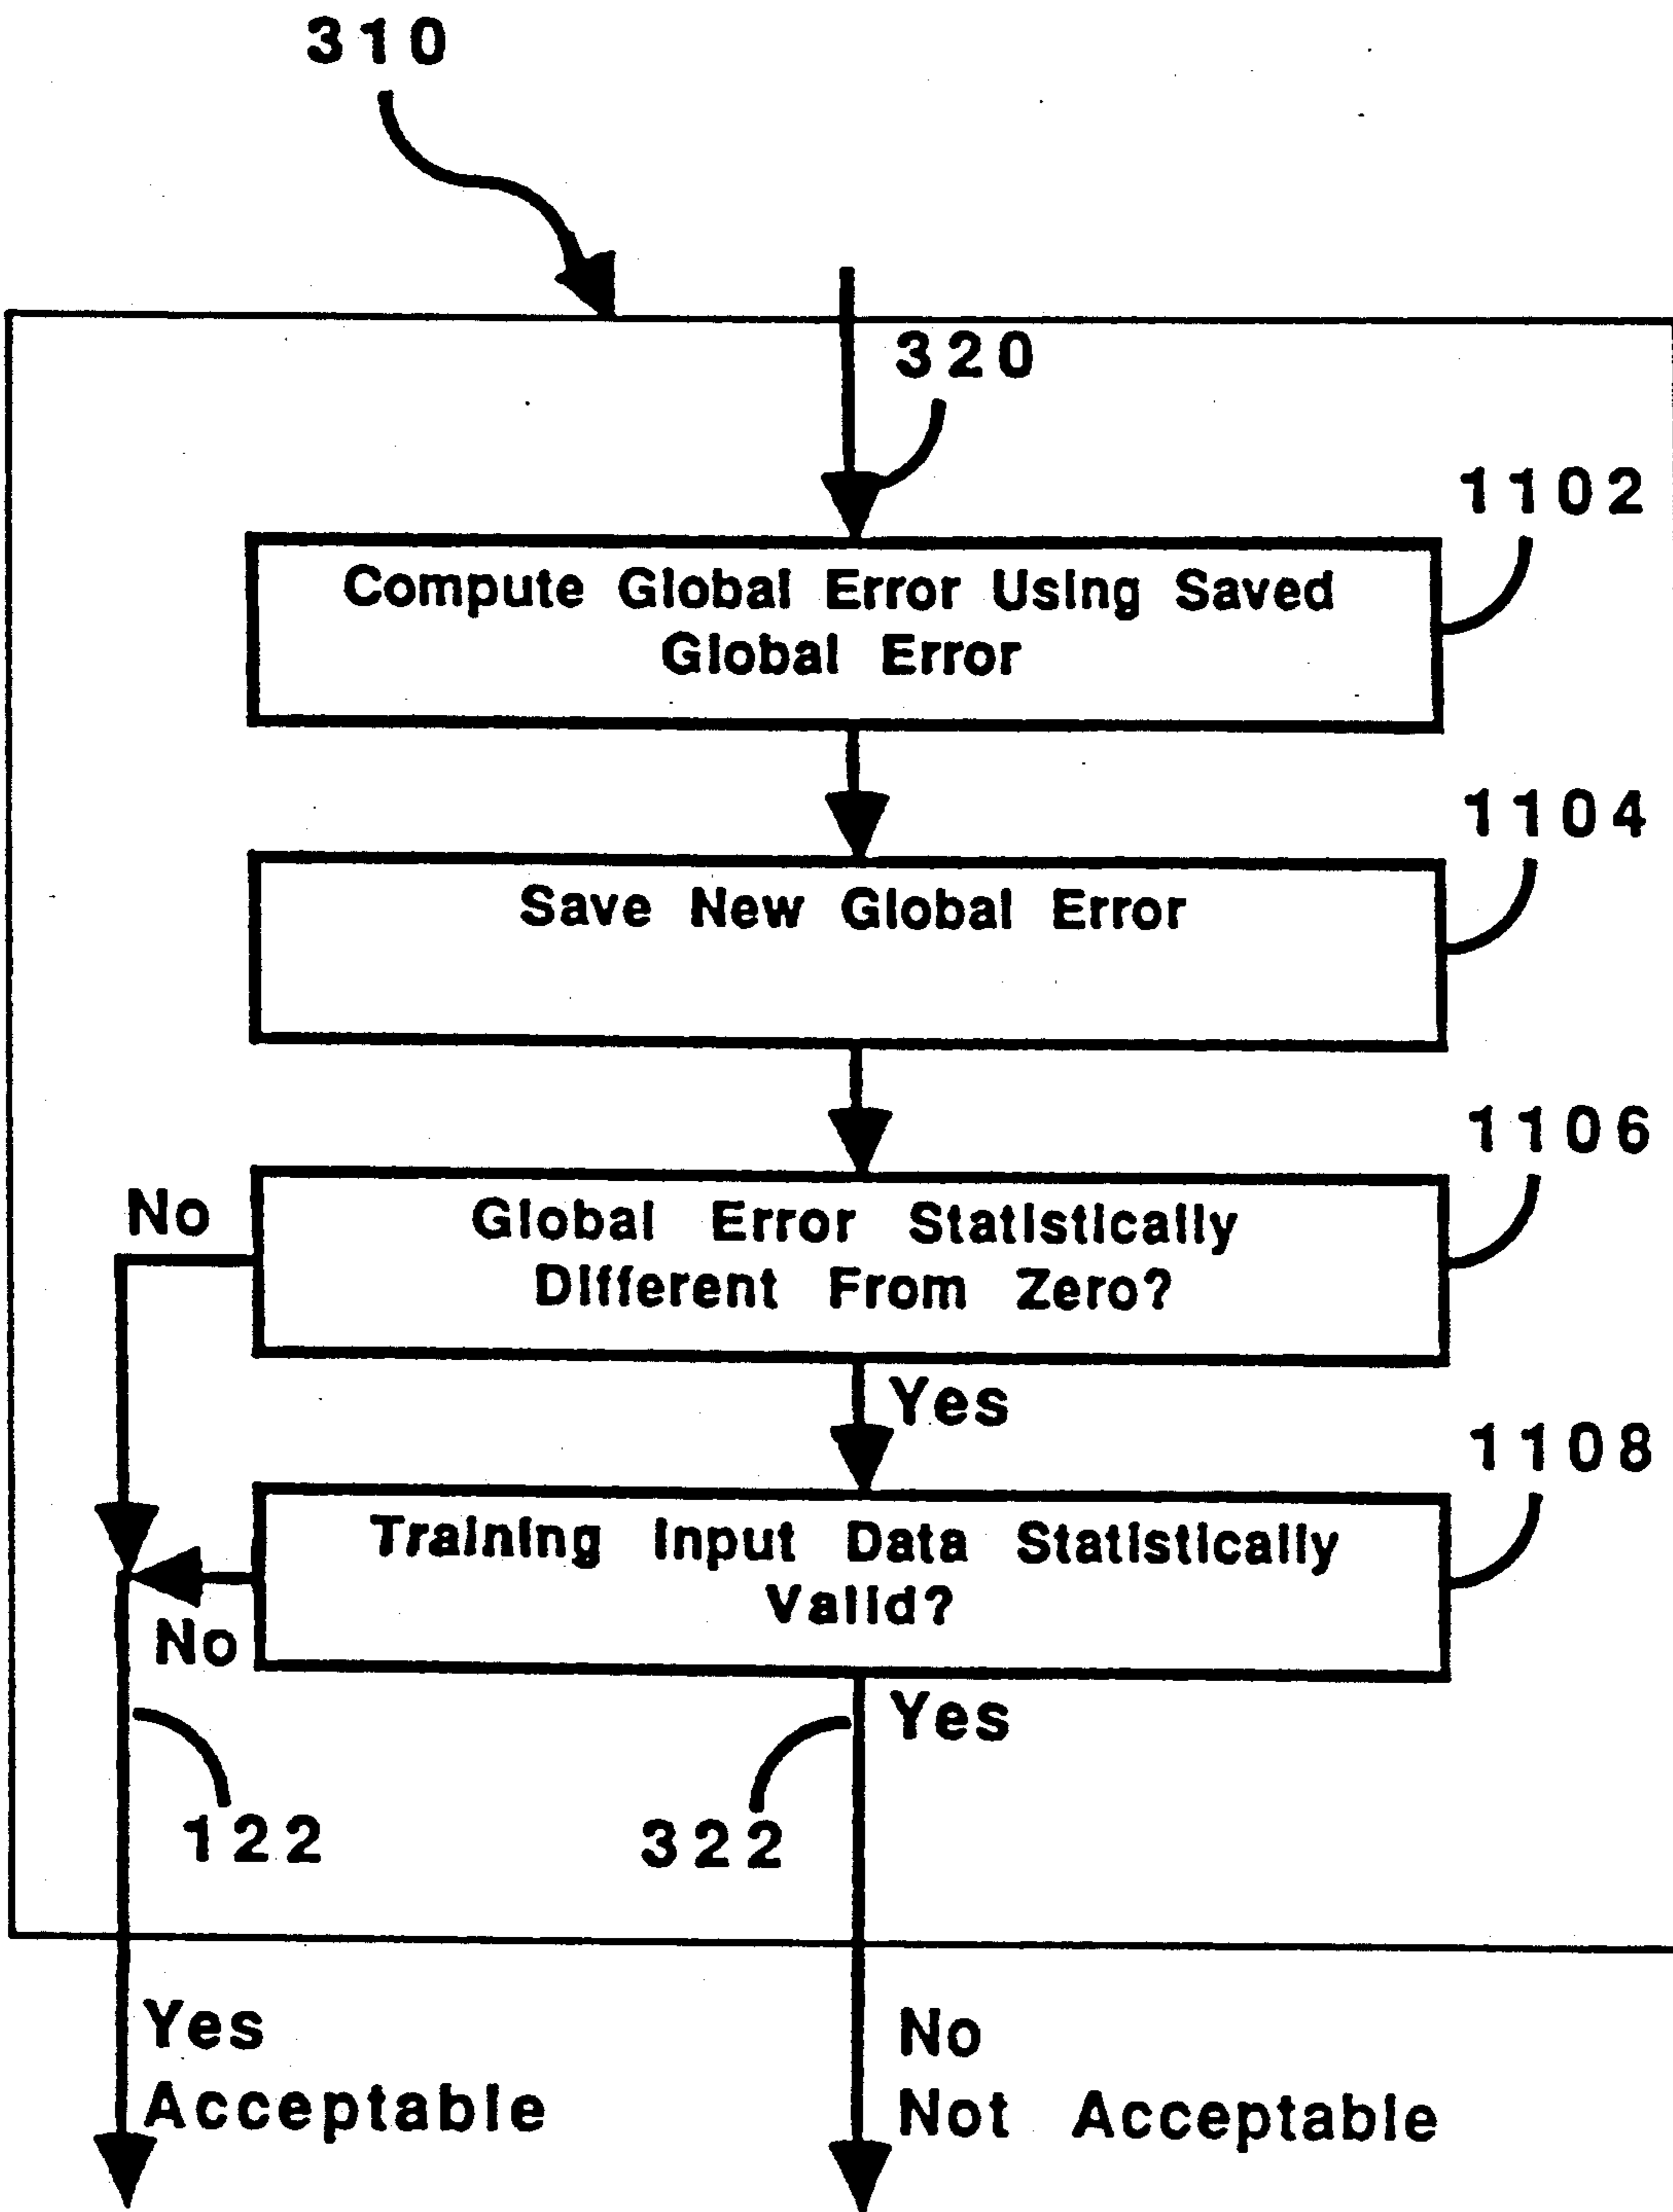 310
320
1102
Compute Global Error Using Saved
Global Error
1104
Save New Global Error
1106
No
Global Error Statistically
Different From Zero?
Yes
1108
Training Input Data Statistically
Valid?
No
Yes
122
322
Yes
Acceptable
No
Not Acceptable